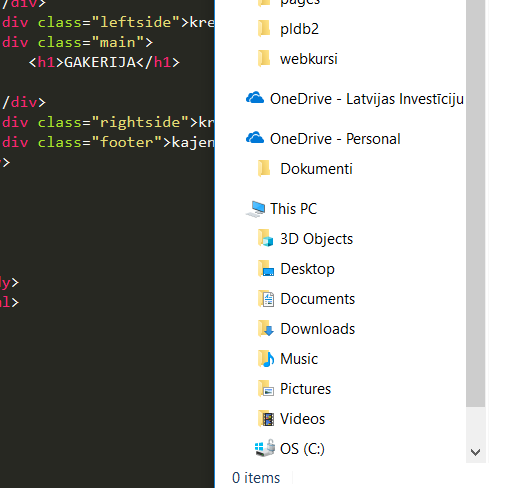 /div>
div class="leftside">kre
div class="main">
<h1>GAKERIJA</h1>
/div>
div class="rightside">kr
div class="footer">kajen
>
dy>
ml>
pages
pldb2
webkursi
OneDrive - Latvijas Investīciju
OneDrive - Personal
Dokumenti
This PC
3D Objects
Desktop
Documents
Downloads
Music
Pictures
Videos
OS (C:)
0 items